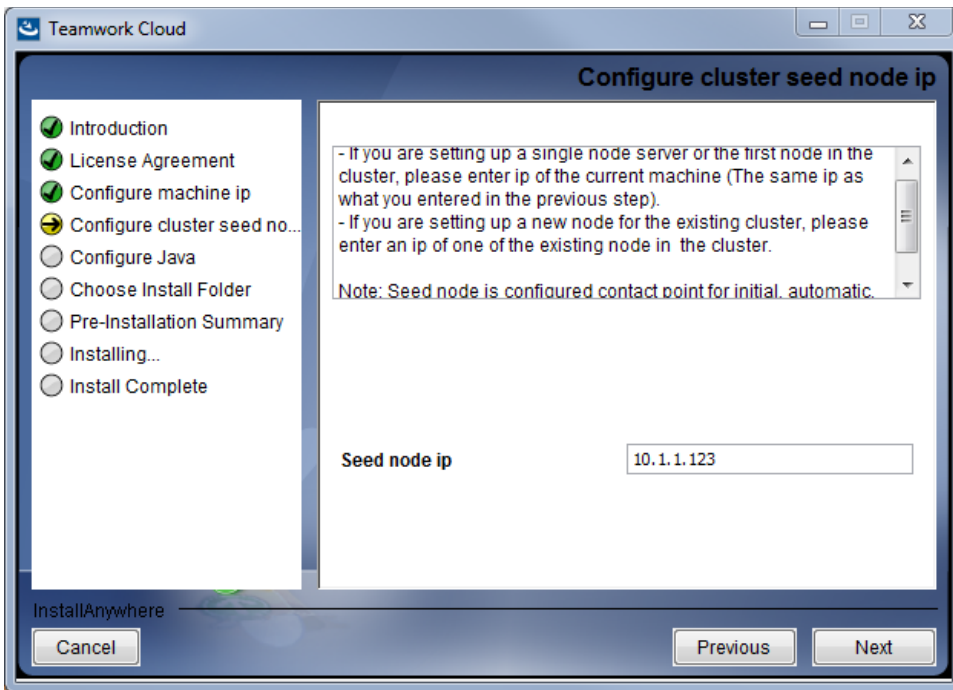 Teamwork Cloud
Configure cluster seed node ip
Introduction
License Agreement
Configure machine ip
Configure cluster seed no...
Configure Java
Choose Install Folder
Pre-Installation Summary
Installing...
Install Complete
- If you are setting up a single node server or the first node in the
cluster, please enter ip of the current machine (The same ip as
what you entered in the previous step).
- If you are setting up a new node for the existing cluster, please
enter an ip of one of the existing node in  the cluster.
Note: Seed node is configured contact point for initial, automatic,
Seed node ip
10.1.1.123
InstallAnywhere
Cancel
Previous
Next